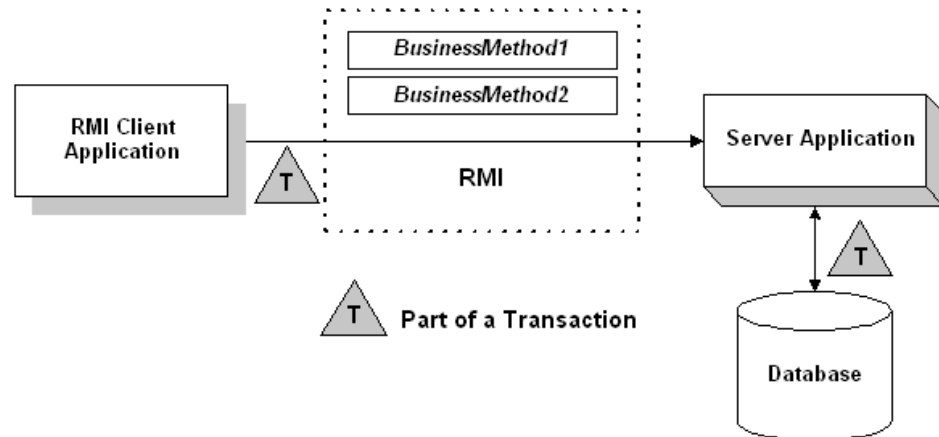 BusinessMethod1
BusinessMethod2
RMI Client
Application
Server Application
T
RMI
T
T
Part of a Transaction
Database